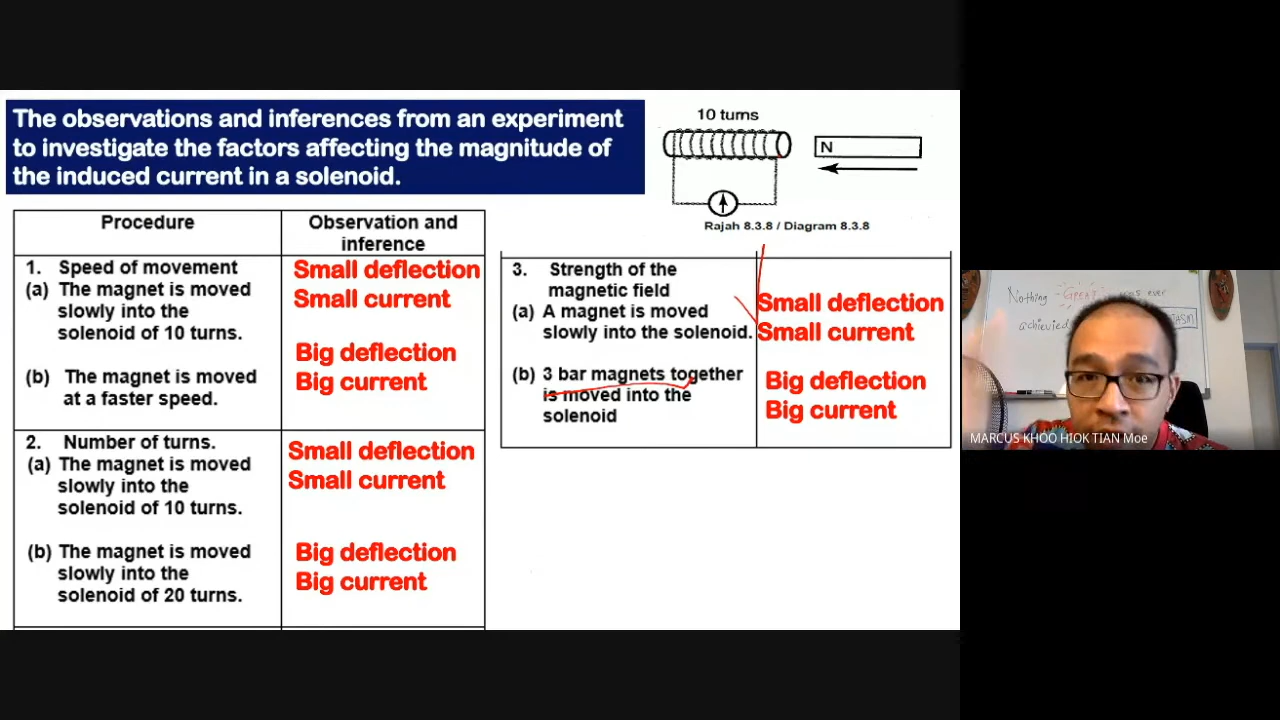 The observations and inferences from an experiment
to investigate the factors affecting the magnitude of
the induced current in a solenoid.
10 turns
N
Rajah 8.3.8 / Diagram 8.3.8
Procedure
Observation and
inference
1. Speed of movement
(a) The magnet is moved
slowly into the
solenoid of 10 turns.
(b) The magnet is moved
at a faster speed.
Small deflection
Small current
Big deflection
Big current
2. Number of turns.
(a) The magnet is moved
slowly into the
solenoid of 10 turns.
(b) The magnet is moved
slowly into the
solenoid of 20 turns.
Small deflection
Small current
Big deflection
Big current
3. Strength of the
magnetic field
(a) A magnet is moved
slowly into the solenoid.
(b) 3 bar magnets together
is moved into the
solenoid
Small deflection
Small current
Big deflection
Big current
Nothing GREAT was ever
achievied
MARCUS KHOO HIOK TIAN Moe